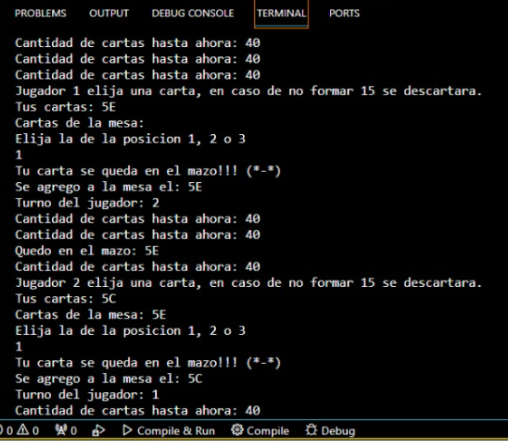 PROBLEMS OUTPUT DEBUG CONSOLE TERMINAL PORTS
Cantidad de cartas hasta ahora: 40
Cantidad de cartas hasta ahora: 40
Cantidad de cartas hasta ahora: 40
Jugador 1 elija una carta, en caso de no formar 15 se descartara.
Tus cartas: 5E
Cartas de la mesa:
Elija la de la posicion 1, 2 o 3
1
Tu carta se queda en el mazo!!! (*-*)
Se agrego a la mesa el: 5E
Turno del jugador: 2
Cantidad de cartas hasta ahora: 40
Cantidad de cartas hasta ahora: 40
Quedo en el mazo: 5E
Cantidad de cartas hasta ahora: 40
Jugador 2 elija una carta, en caso de no formar 15 se descartara.
Tus cartas: 5C
Cartas de la mesa: 5E
Elija la de la posicion 1, 2 o 3
1
Tu carta se queda en el mazo!!! (*-*)
Se agrego a la mesa el: 5C
Turno del jugador: 1
Cantidad de cartas hasta ahora: 40
0 0 0 Compile & Run Compile Debug